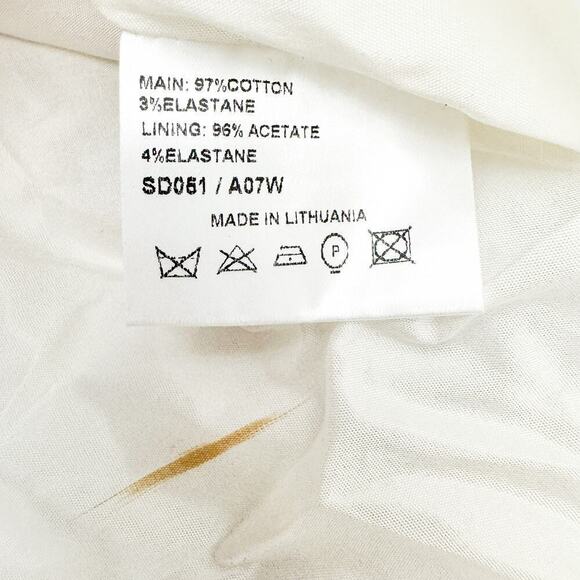 MAIN: 97%COTTON
3%ELASTANE
LINING: 96% ACETATE
4%ELASTANE
SD051 / A07W
MADE IN LITHUANIA
P